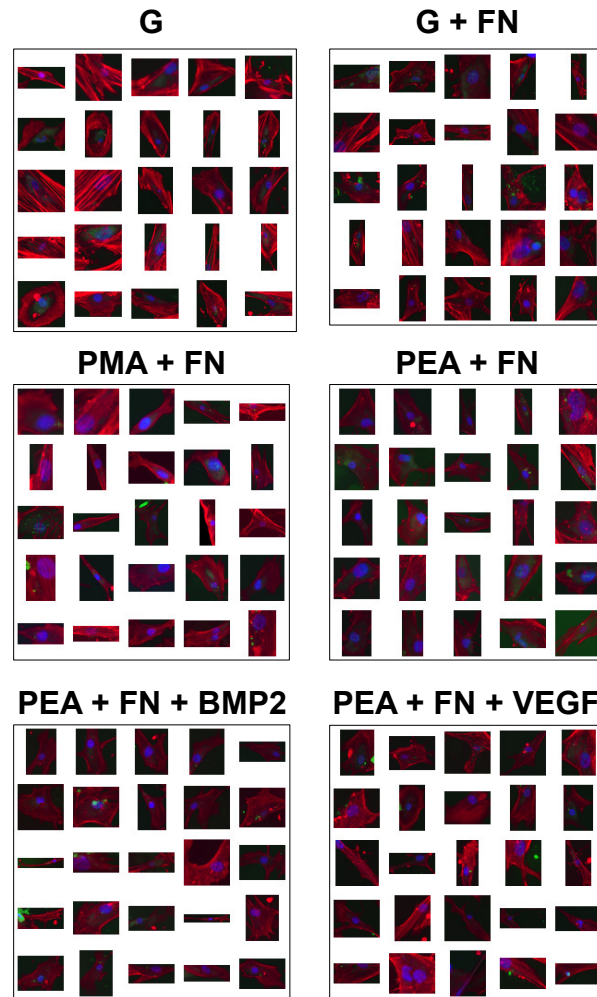 G
G + FN
PMA + FN
PEA + FN
PEA + FN + BMP2
PEA + FN + VEGF